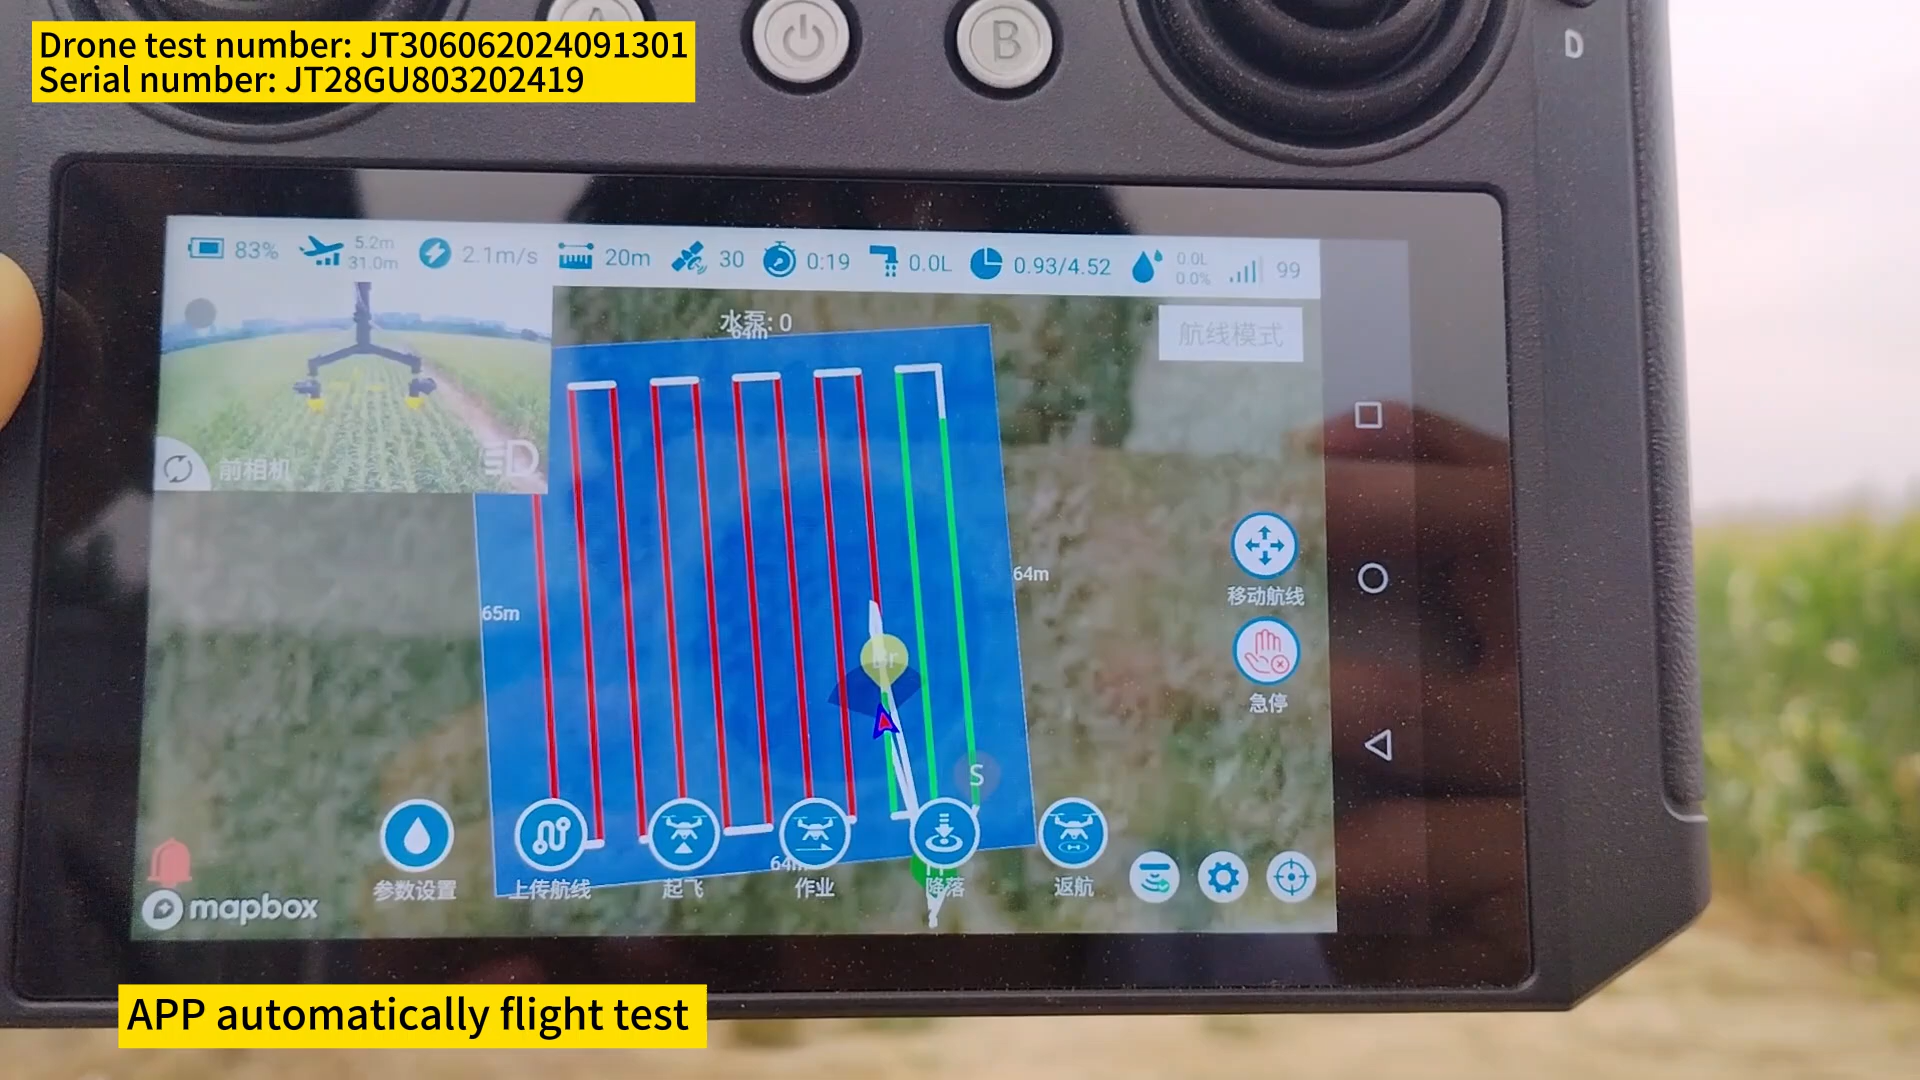 Drone test number: JT306062024091301
Serial number: JT28GU803202419
A
B
D
83%
5.2m
31.0m
2.1m/s
20m
30
0:19
0.0L
0.93/4.52
0.0L
0.0%
99
水泵: 0
64m
航线模式
前相机
65m
64m
移动航线
急停
Br
S
H
64m
参数设置
上传航线
起飞
作业
降落
返航
mapbox
APP automatically flight test